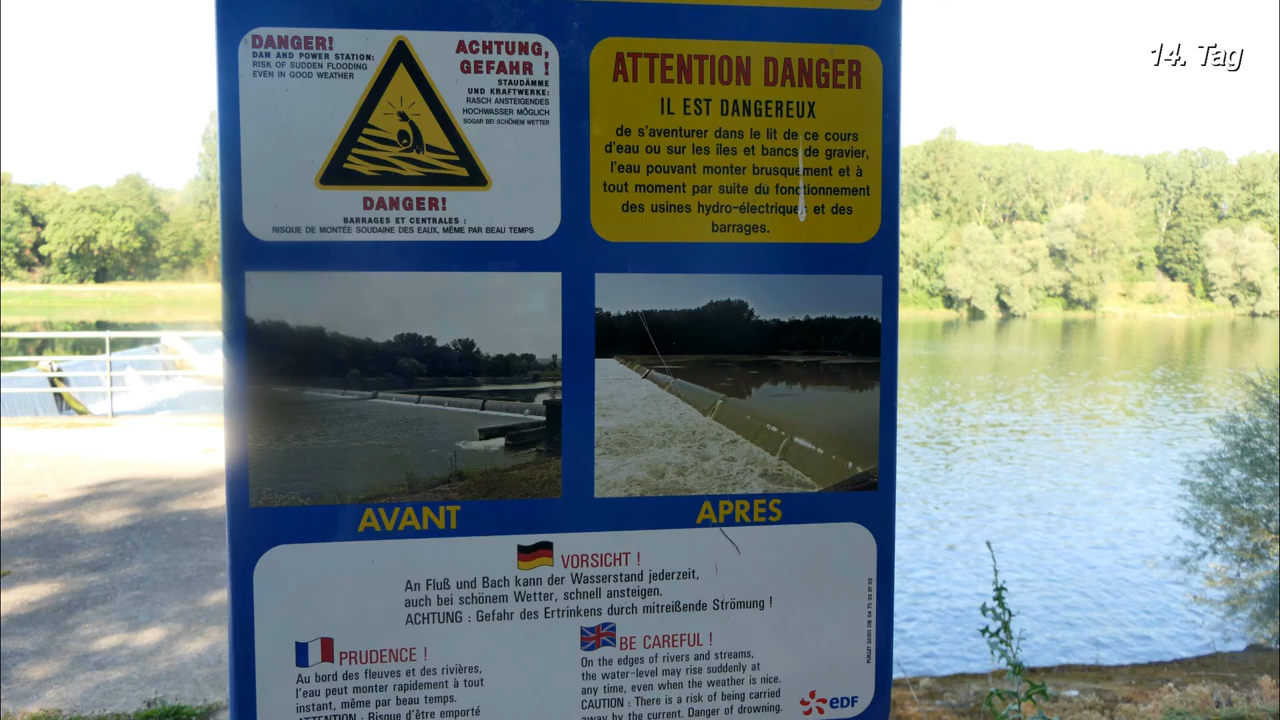 14. Tag
DANGER!
DAM AND POWER STATION:
RISK OF SUDDEN FLOODING
EVEN IN GOOD WEATHER
ACHTUNG,
GEFAHR !
STAUDÄMME
UND KRAFTWERKE:
RASCH ANSTEIGENDES
HOCHWASSER MÖGLICH
SOGAR BEI SCHÖNEM WETTER
DANGER!
BARRAGES ET CENTRALES :
RISQUE DE MONTÉE SOUDAINE DES EAUX, MÊME PAR BEAU TEMPS
ATTENTION DANGER
IL EST DANGEREUX
de s'aventurer dans le lit de ce cours
d'eau ou sur les îles et bancs de gravier,
l'eau pouvant monter brusquement et à
tout moment par suite du fonctionnement
des usines hydro-électriques et des
barrages.
AVANT
APRES
VORSICHT !
An Fluß und Bach kann der Wasserstand jederzeit,
auch bei schönem Wetter, schnell ansteigen.
ACHTUNG : Gefahr des Ertrinkens durch mitreißende Strömung !
PRUDENCE !
Au bord des fleuves et des rivières,
l'eau peut monter rapidement à tout
instant, même par beau temps.
ATTENTION : Risque d'être emporté
BE CAREFUL !
On the edges of rivers and streams,
the water-level may rise suddenly at
any time, even when the weather is nice.
CAUTION : There is a risk of being carried
away by the current. Danger of drowning.
eDF